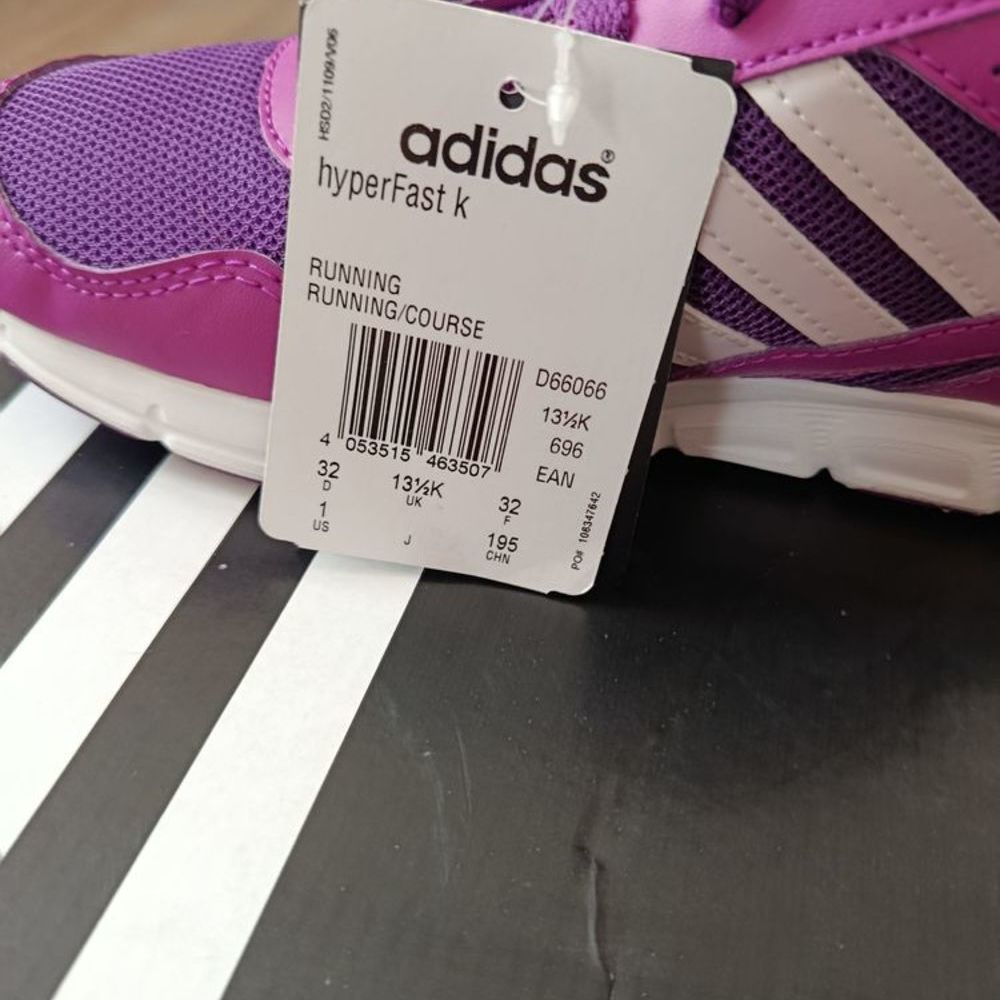 HSD2/1109/V06
adidas®
hyperFast k
RUNNING
RUNNING/COURSE
D66066
13½K
696
EAN
4 053515 463507
32
D
13½K
UK
32
F
1
US
J
195
CHN
PO# 106347642